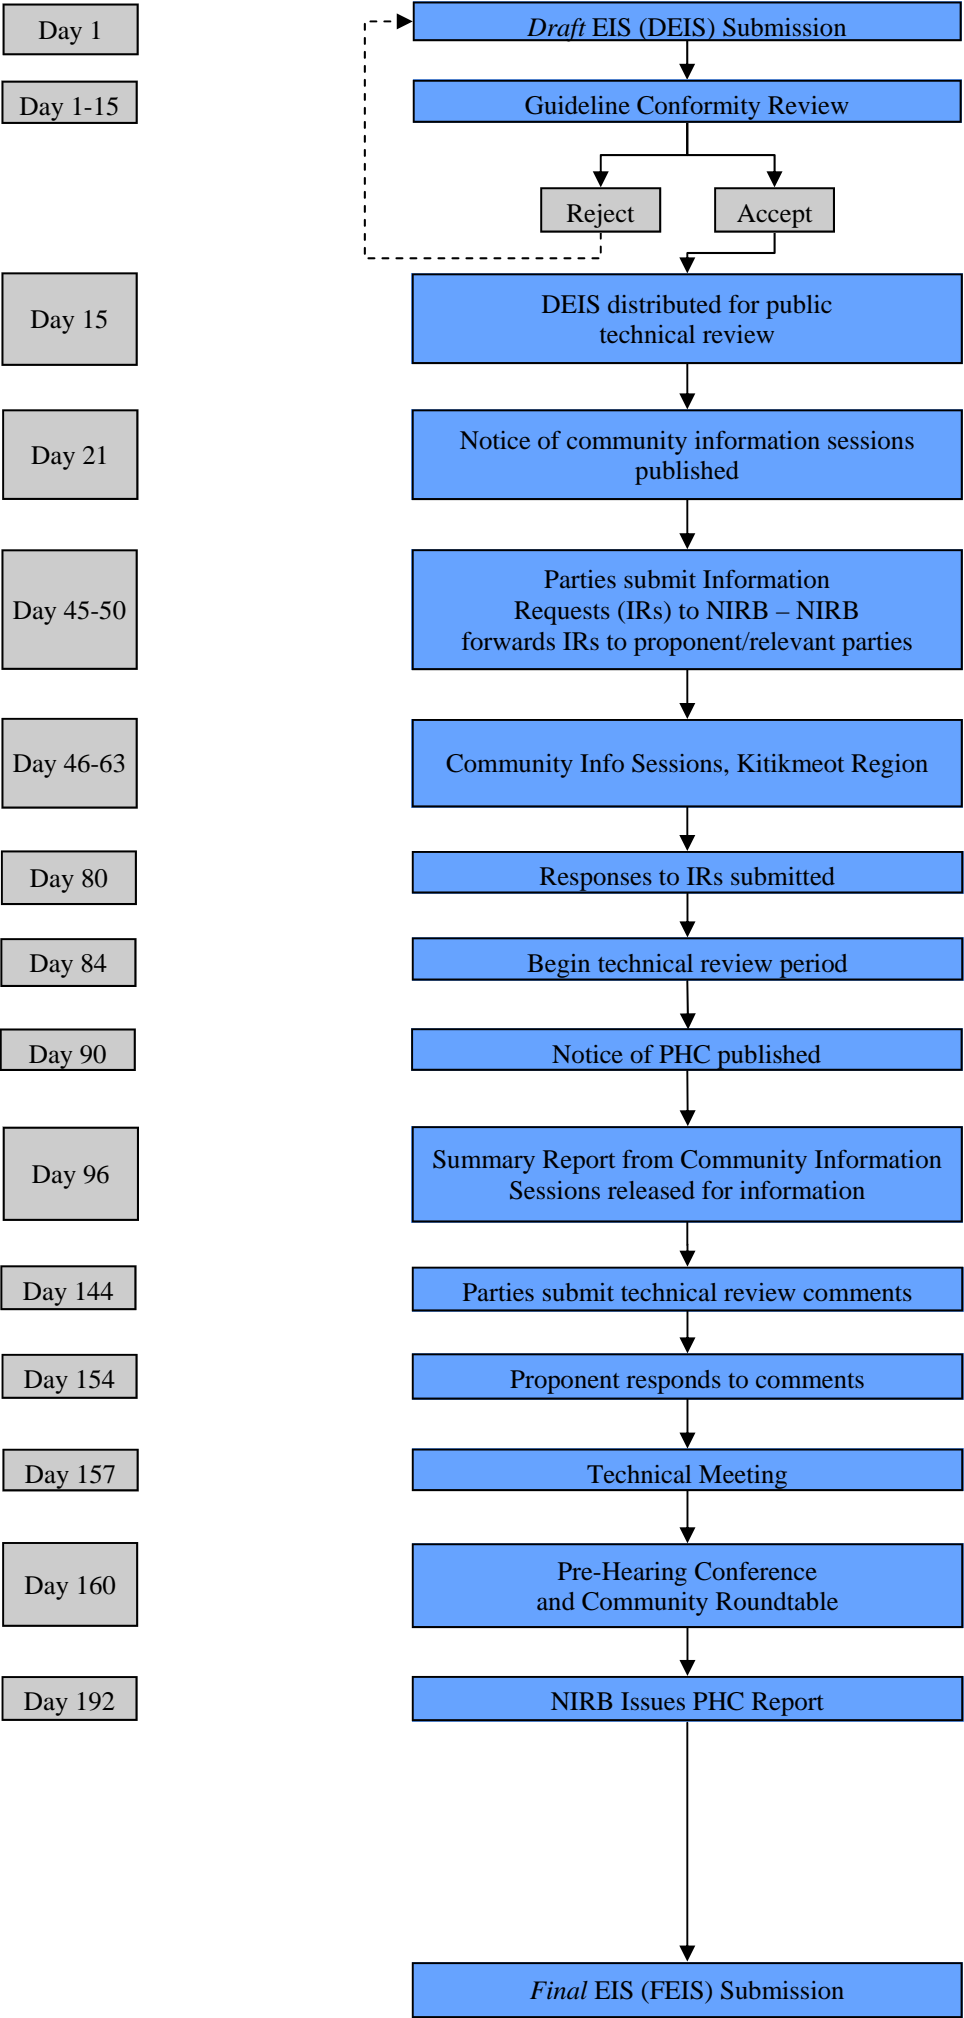 Day 1
Draft EIS (DEIS) Submission
Day 1-15
Guideline Conformity Review
Reject
Accept
Day 15
DEIS distributed for public
technical review
Day 21
Notice of community information sessions
published
Day 45-50
Parties submit Information
Requests (IRs) to NIRB – NIRB
forwards IRs to proponent/relevant parties
Day 46-63
Community Info Sessions, Kitikmeot Region
Day 80
Responses to IRs submitted
Day 84
Begin technical review period
Day 90
Notice of PHC published
Day 96
Summary Report from Community Information
Sessions released for information
Day 144
Parties submit technical review comments
Day 154
Proponent responds to comments
Day 157
Technical Meeting
Day 160
Pre-Hearing Conference
and Community Roundtable
Day 192
NIRB Issues PHC Report
Final EIS (FEIS) Submission